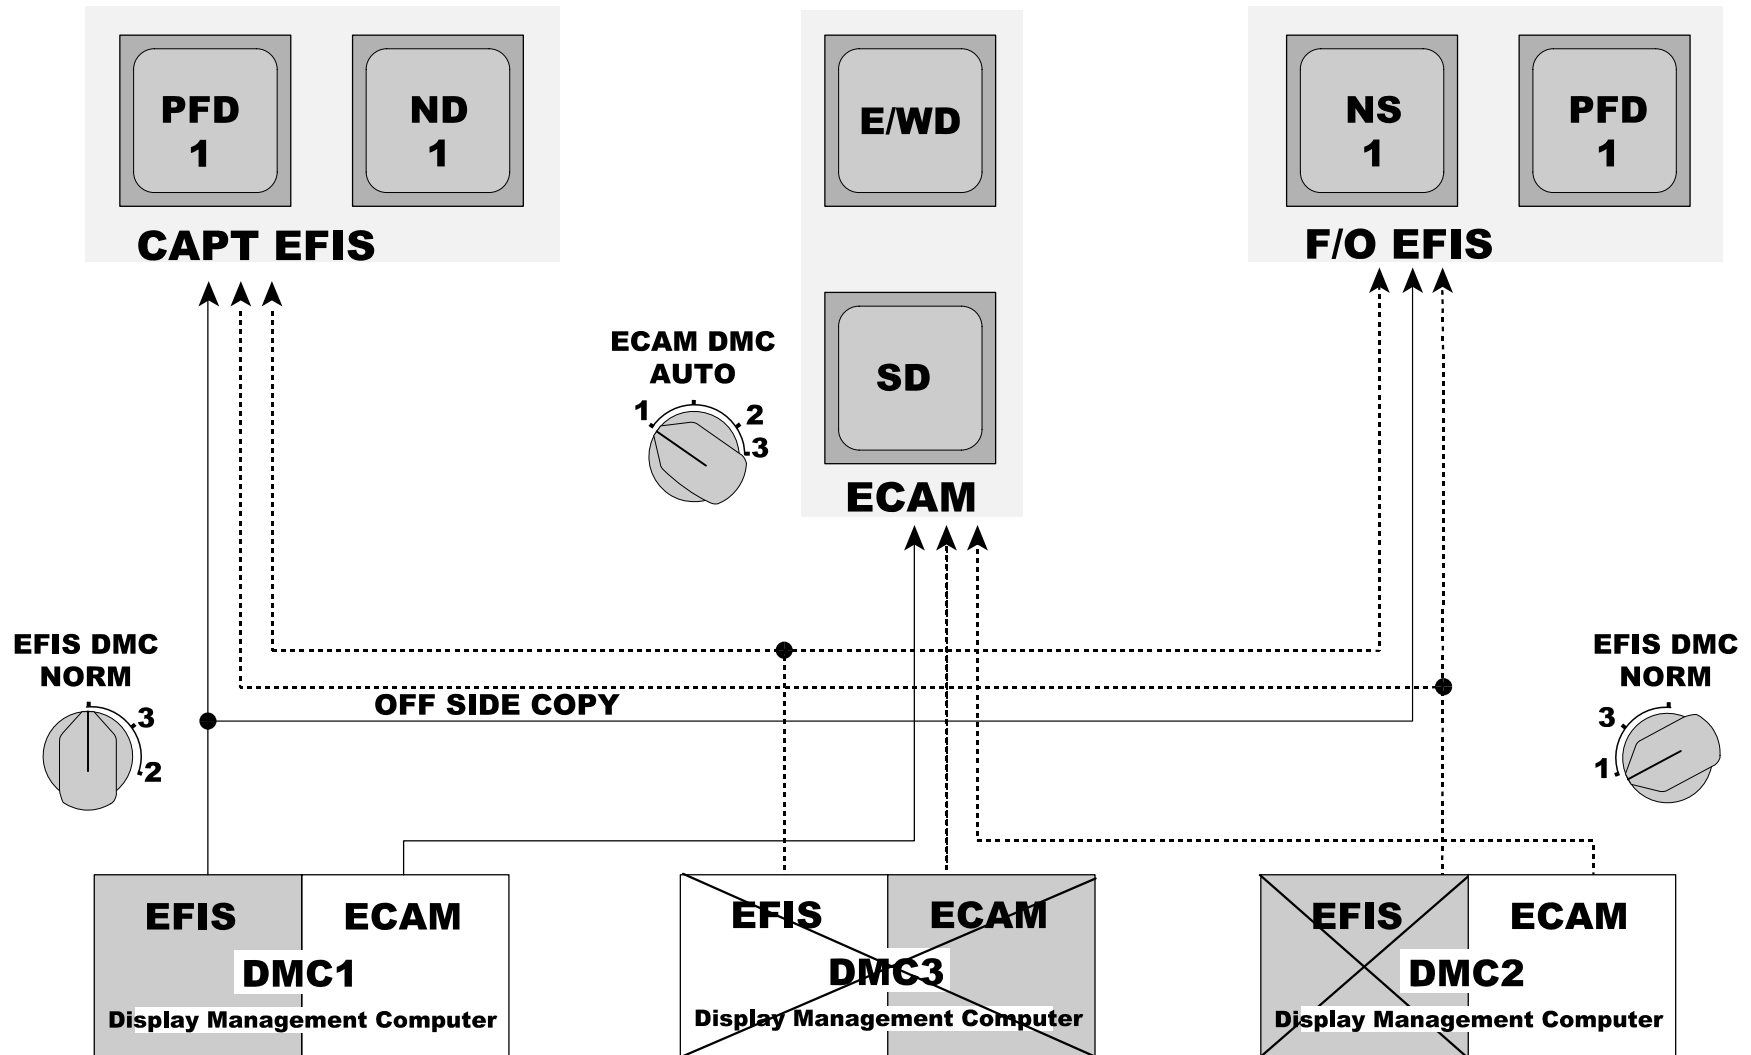 PFD
1
ND
1
CAPT EFIS
E/WD
NS
1
PFD
1
F/O EFIS
ECAM DMC
AUTO
1
2
3
SD
ECAM
EFIS DMC
NORM
3
2
OFF SIDE COPY
EFIS DMC
NORM
3
1
EFIS
ECAM
DMC1
Display Management Computer
EFIS
ECAM
DMC3
Display Management Computer
EFIS
ECAM
DMC2
Display Management Computer